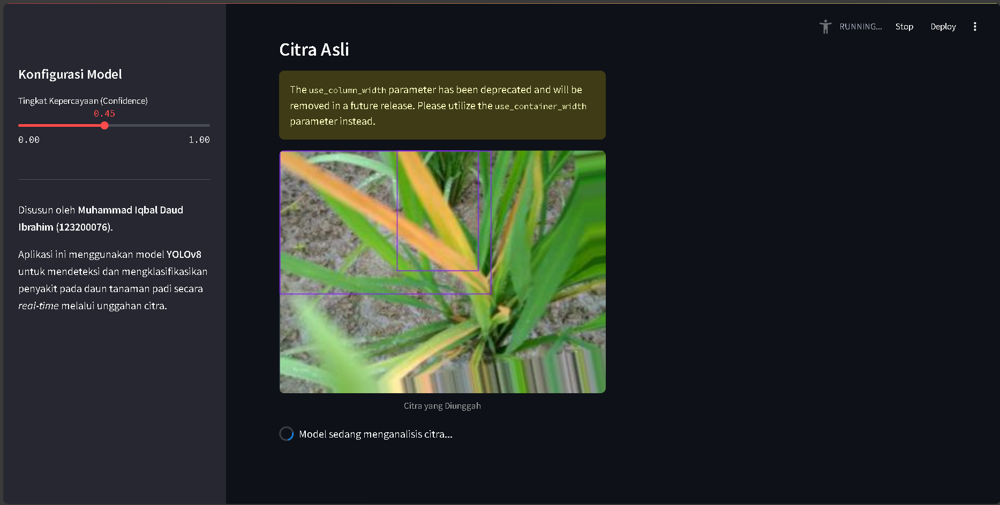 RUNNING...
Stop
Deploy
Konfigurasi Model
Tingkat Kepercayaan (Confidence)
0.45
0.00
1.00
Disusun oleh Muhammad Iqbal Daud
Ibrahim (123200076).
Aplikasi ini menggunakan model YOLOv8
untuk mendeteksi dan mengklasifikasikan
penyakit pada daun tanaman padi secara
real-time melalui unggahan citra.
Citra Asli
The use_column_width parameter has been deprecated and will be
removed in a future release. Please utilize the use_container_width
parameter instead.
Citra yang Diunggah
Model sedang menganalisis citra...